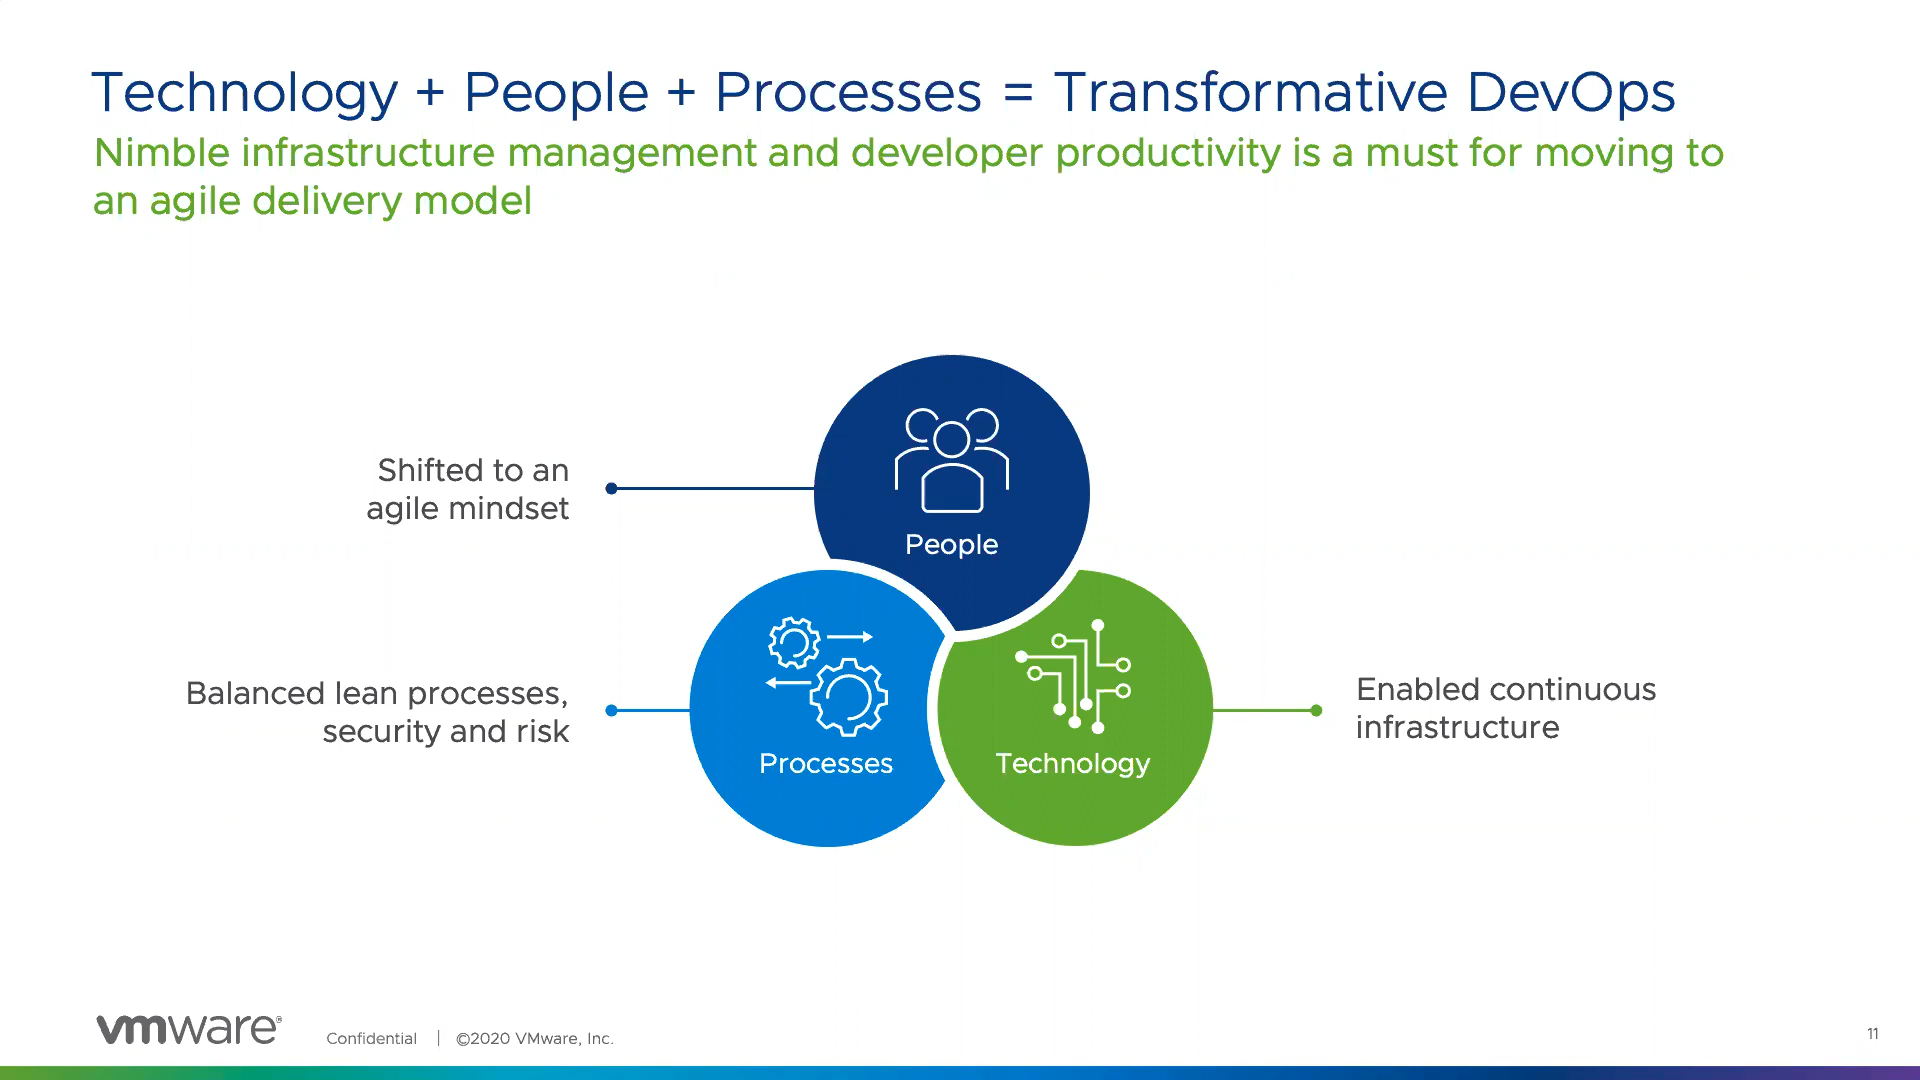 Technology + People + Processes = Transformative DevOps
Nimble infrastructure management and developer productivity is a must for moving to
an agile delivery model
Shifted to an
agile mindset
People
Balanced lean processes,
security and risk
Processes
Technology
Enabled continuous
infrastructure
vmware®
Confidential | ©2020 VMware, Inc.
11